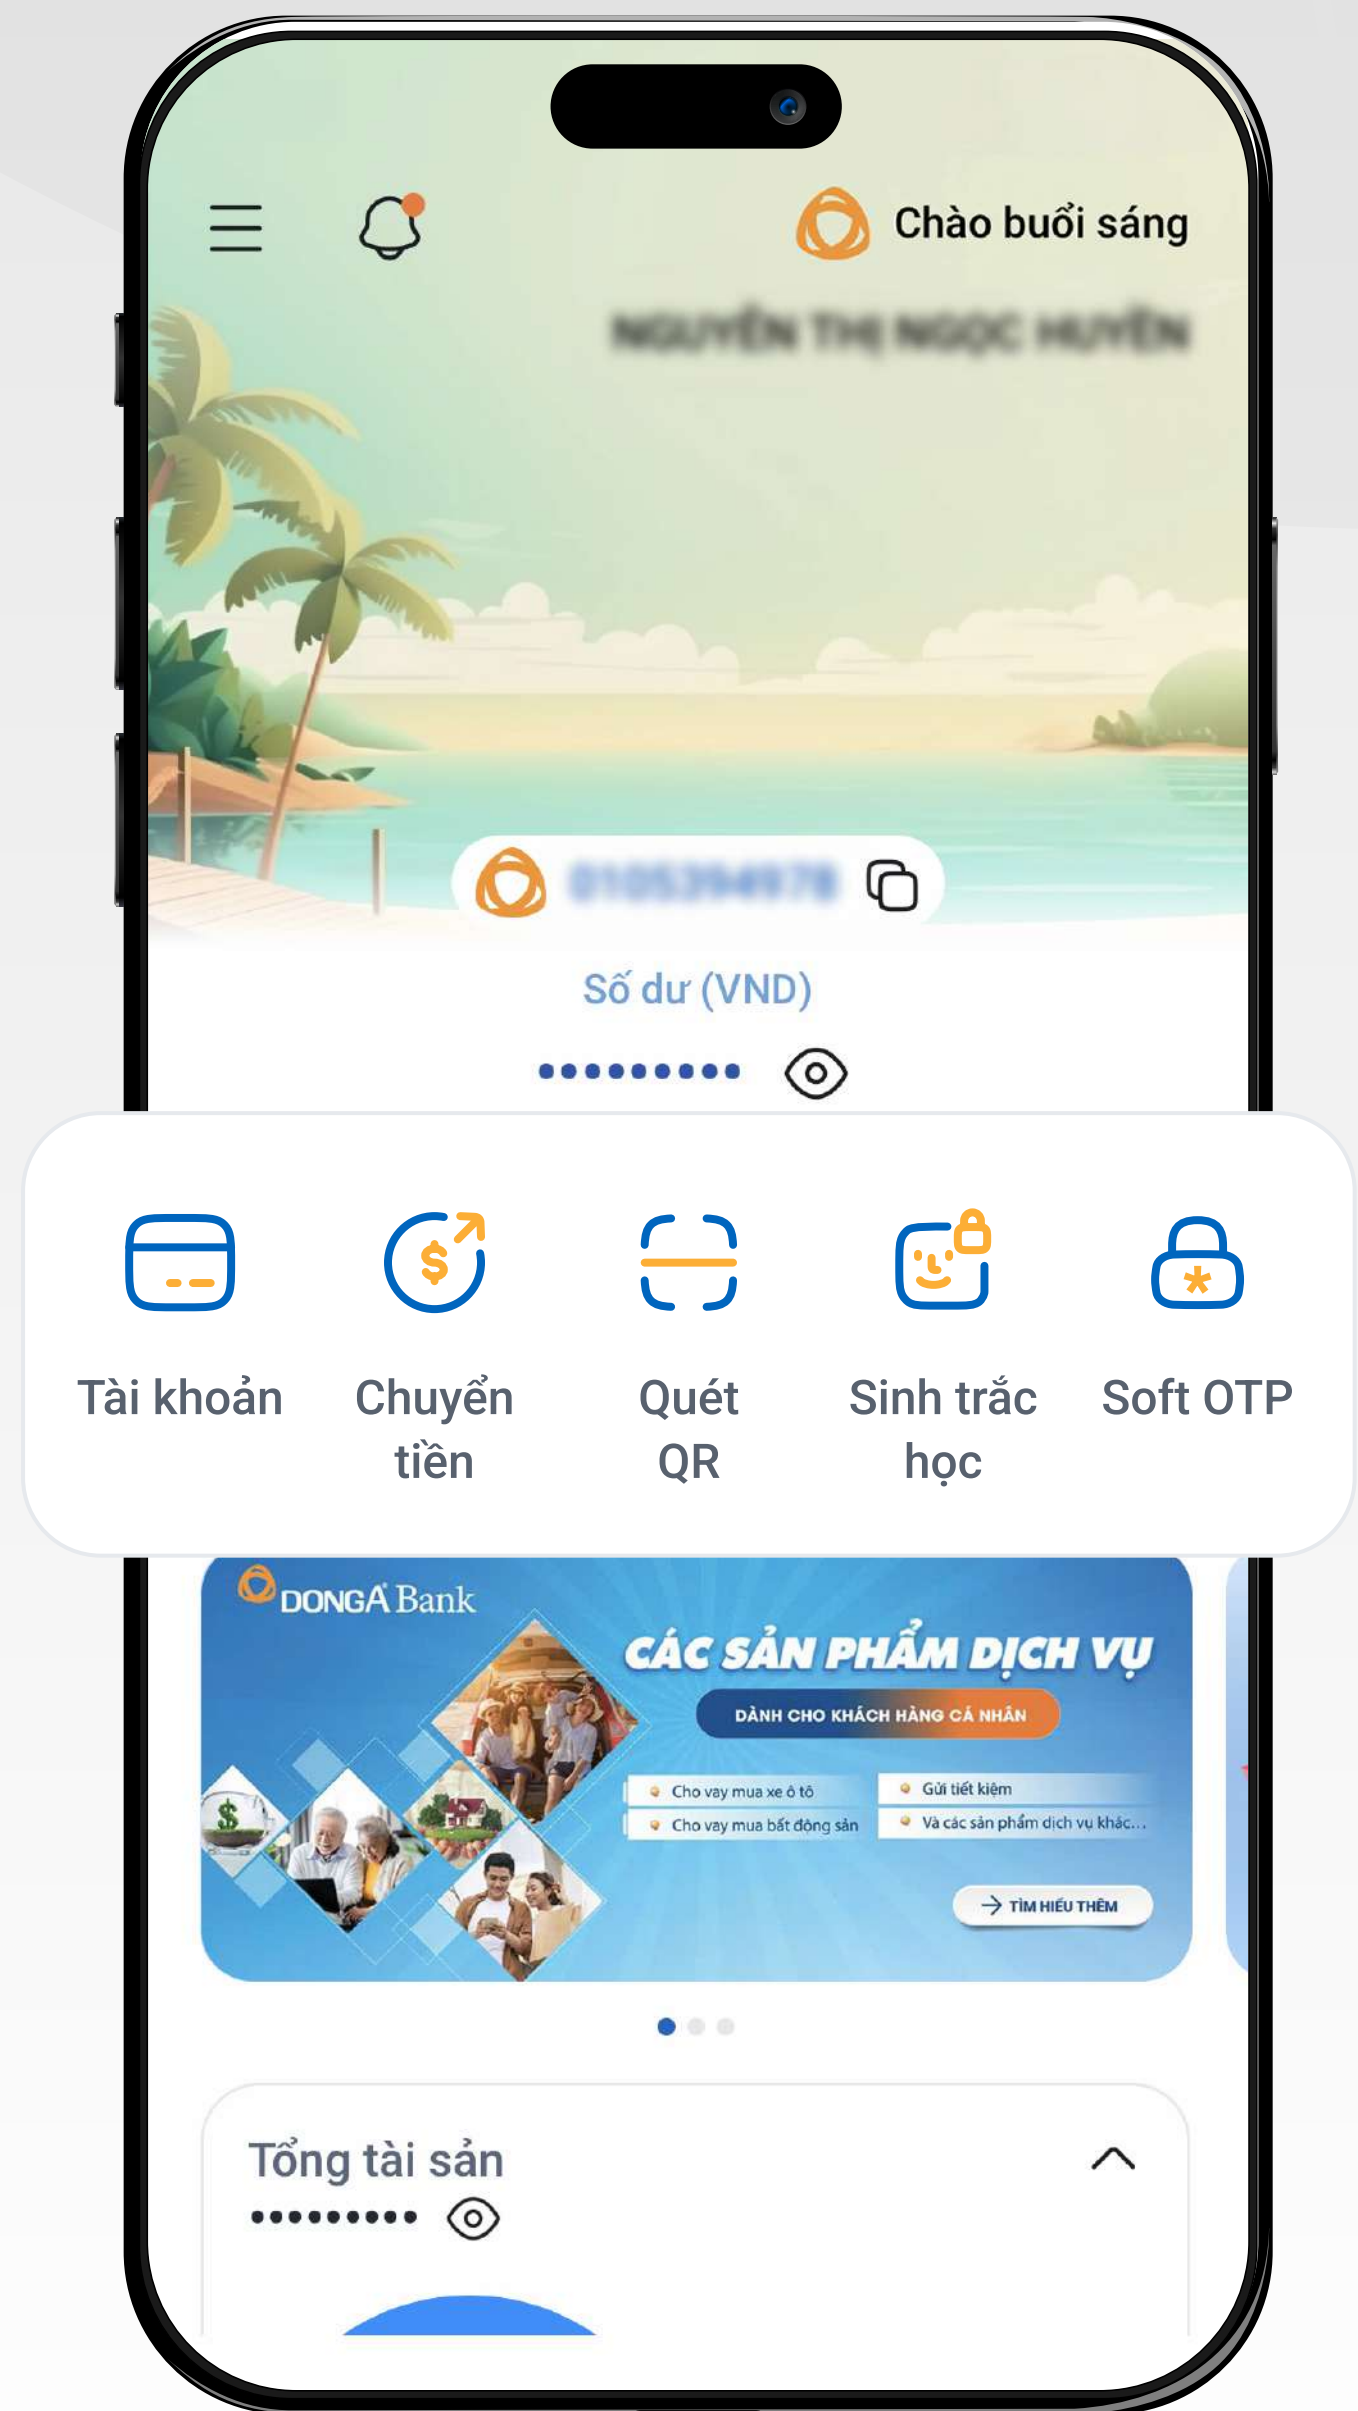 Chào buổi sáng
Số dư (VND)
Tài khoản
Chuyển
tiền
Quét
QR
Sinh trắc
học
Soft OTP
DONGA Bank
CÁC SẢN PHẨM DỊCH VỤ
DÀNH CHO KHÁCH HÀNG CÁ NHÂN
Cho vay mua xe ô tô
Gửi tiết kiệm
Cho vay mua bất động sản
Và các sản phẩm dịch vụ khác...
TÌM HIỂU THÊM
Tổng tài sản